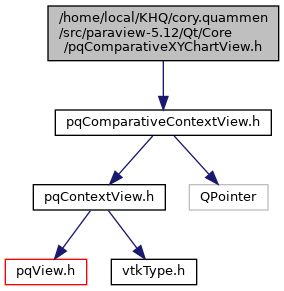 /home/local/KHQ/cory.quammen
/src/paraview-5.12/Qt/Core
/pqComparativeXYChartView.h
pqComparativeContextView.h
pqContextView.h
QPointer
pqView.h
vtkType.h